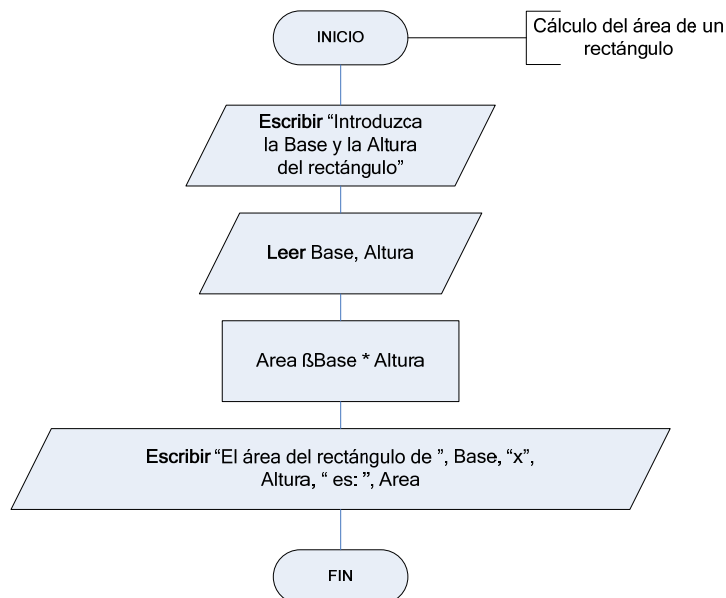 INICIO
Cálculo del área de un
rectángulo
Escribir “Introduzca
la Base y la Altura
del rectángulo”
Leer Base, Altura
Area ßBase * Altura
Escribir “El área del rectángulo de ”, Base, “x”,
Altura, “ es: ”, Area
FIN